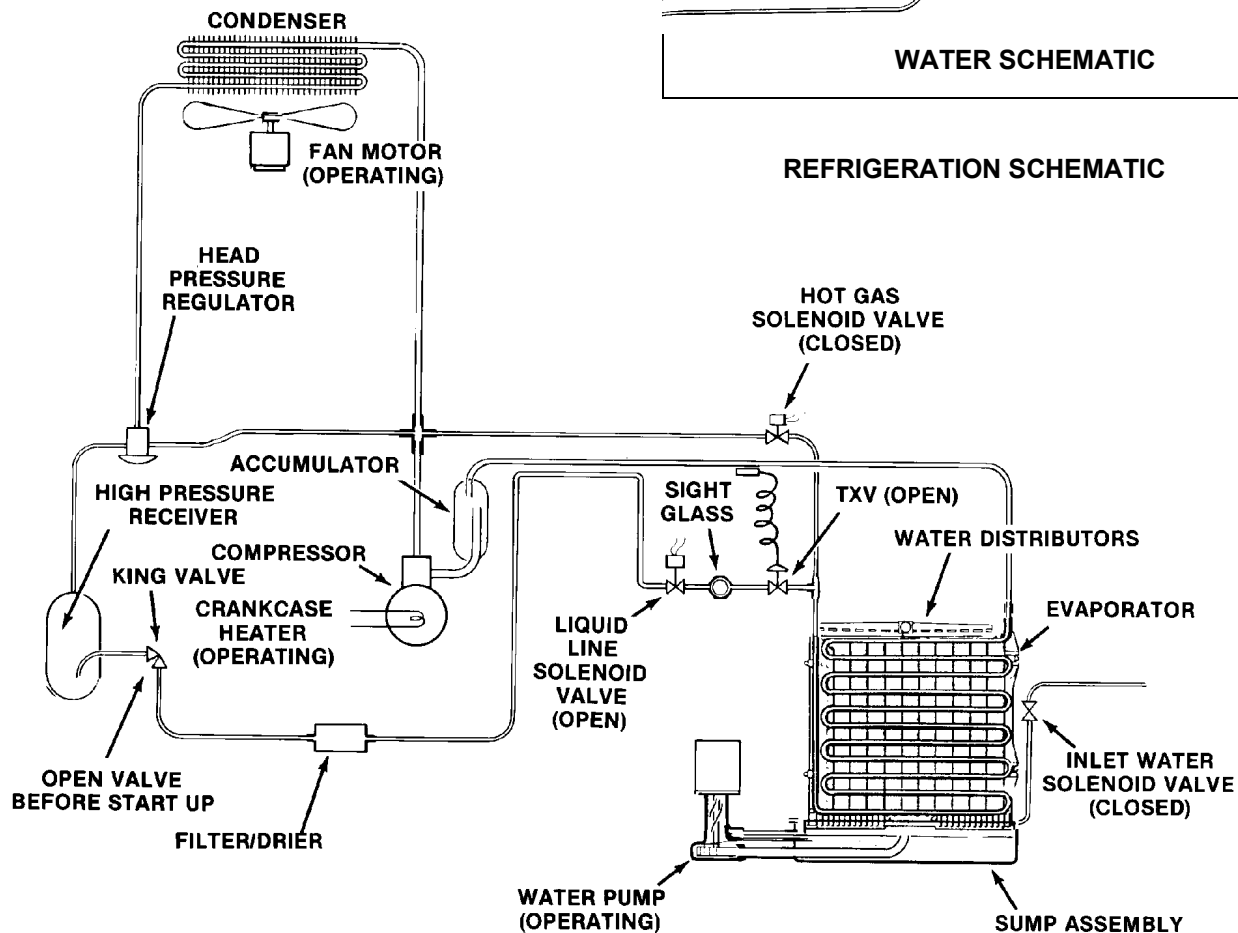 CONDENSER
WATER SCHEMATIC
FAN MOTOR
(OPERATING)
REFRIGERATION SCHEMATIC
HEAD
PRESSURE
REGULATOR
HOT GAS
SOLENOID VALVE
(CLOSED)
ACCUMULATOR
HIGH PRESSURE
RECEIVER
SIGHT
GLASS
TXV (OPEN)
WATER DISTRIBUTORS
COMPRESSOR
KING VALVE
CRANKCASE
HEATER
(OPERATING)
EVAPORATOR
LIQUID
LINE
SOLENOID
VALVE
(OPEN)
OPEN VALVE
BEFORE START UP
INLET WATER
SOLENOID VALVE
(CLOSED)
FILTER/DRIER
WATER PUMP
(OPERATING)
SUMP ASSEMBLY